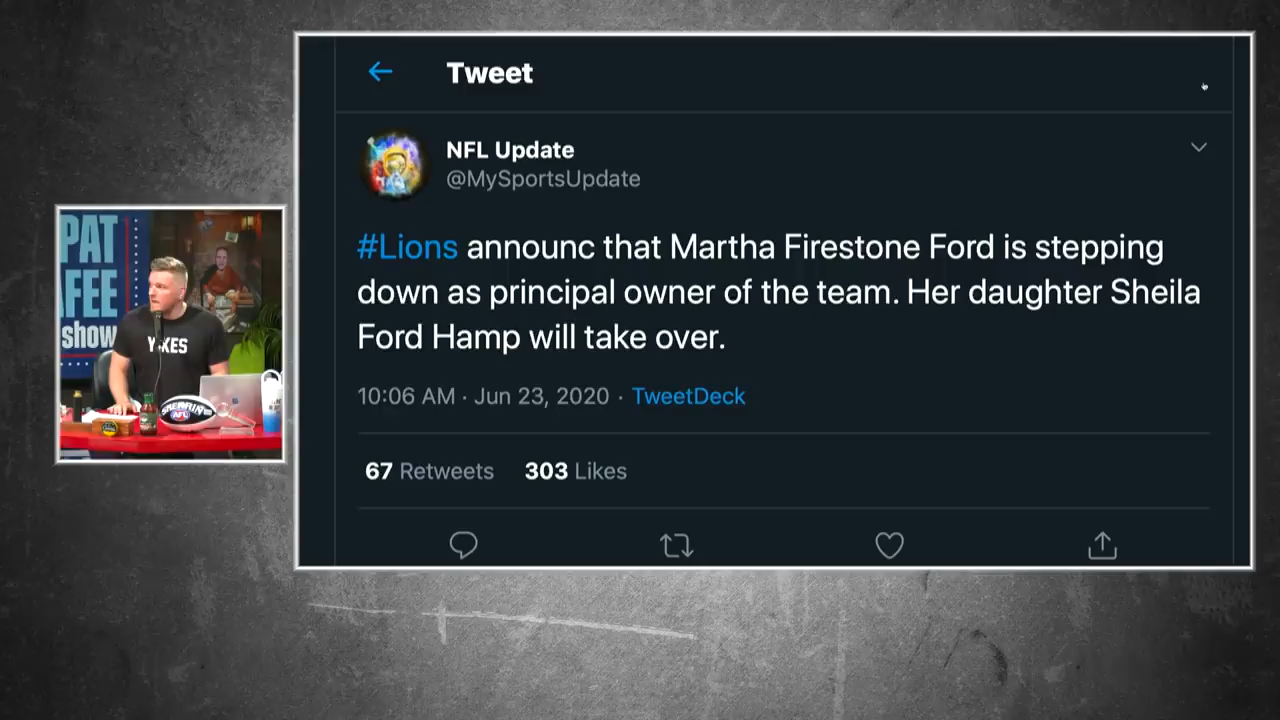 Tweet
NFL Update
@MySportsUpdate
#Lions announc that Martha Firestone Ford is stepping
down as principal owner of the team. Her daughter Sheila
Ford Hamp will take over.
10:06 AM · Jun 23, 2020 · TweetDeck
67 Retweets 303 Likes
PAT
AFEE
show
YIKES
SHERRIN
AFL